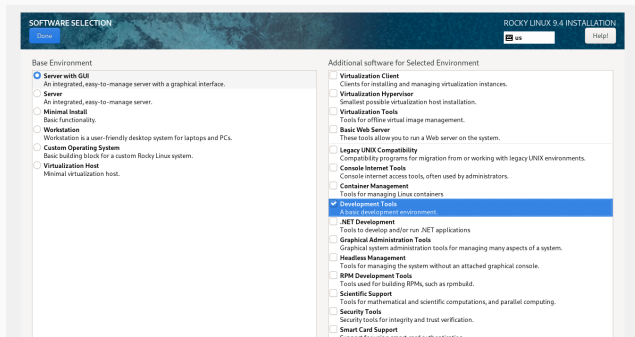 SOFTWARE SELECTION
ROCKY LINUX 9.4 INSTALLATION
Done
us
Help!
Base Environment
Server with GUI
An integrated, easy-to-manage server with a graphical interface.
Server
An integrated, easy-to-manage server.
Minimal Install
Basic functionality.
Workstation
Workstation is a user-friendly desktop system for laptops and PCs.
Custom Operating System
Basic building block for a custom Rocky Linux system.
Virtualization Host
Minimal virtualization host.
Additional software for Selected Environment
Virtualization Client
Clients for installing and managing virtualization instances.
Virtualization Hypervisor
Smallest possible virtualization host installation.
Virtualization Tools
Tools for offline virtual image management.
Basic Web Server
These tools allow you to run a Web server on the system.
Legacy UNIX Compatibility
Compatibility programs for migration from or working with legacy UNIX environments.
Console Internet Tools
Console internet access tools, often used by administrators.
Container Management
Tools for managing Linux containers
Development Tools
A basic development environment.
.NET Development
Tools to develop and/or run .NET applications
Graphical Administration Tools
Graphical system administration tools for managing many aspects of a system.
Headless Management
Tools for managing the system without an attached graphical console.
RPM Development Tools
Tools used for building RPMs, such as rpmbuild.
Scientific Support
Tools for mathematical and scientific computations, and parallel computing.
Security Tools
Security tools for integrity and trust verification.
Smart Card Support